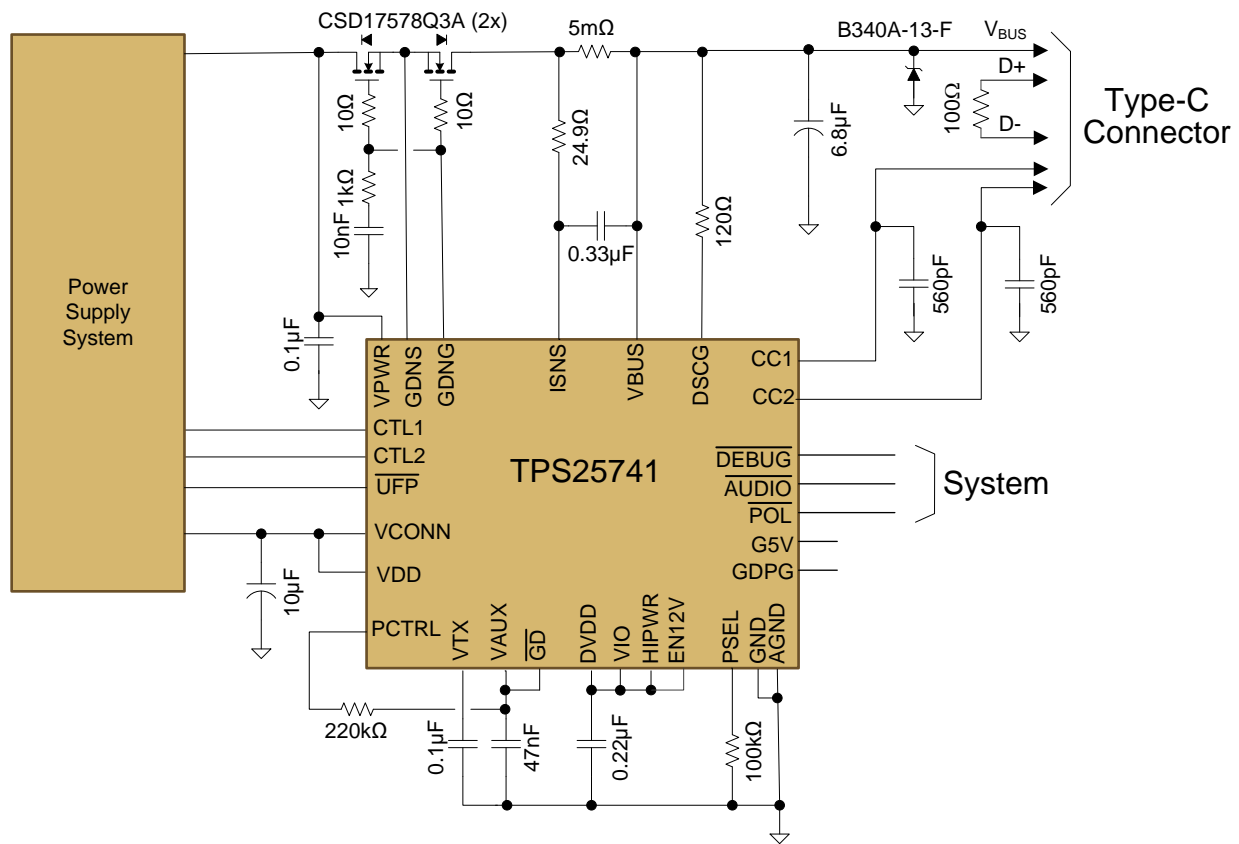 CSD17578Q3A (2x)
5mΩ
B340A-13-F
VBUS
D+
100Ω
D-
Type-C
Connector
10Ω
10Ω
24.9Ω
6.8µF
1kΩ
10nF
0.33µF
120Ω
560pF
560pF
Power
Supply
System
0.1µF
VPWR
GDNS
GDNG
ISNS
VBUS
DSCG
CC1
CC2
CTL1
CTL2
UFP
TPS25741
DEBUG
AUDIO
POL
System
VCONN
G5V
VDD
GDPG
10µF
PCTRL
VTX
VAUX
GD
DVDD
VIO
HIPWR
EN12V
PSEL
GND
AGND
220kΩ
0.1µF
47nF
0.22µF
100kΩ